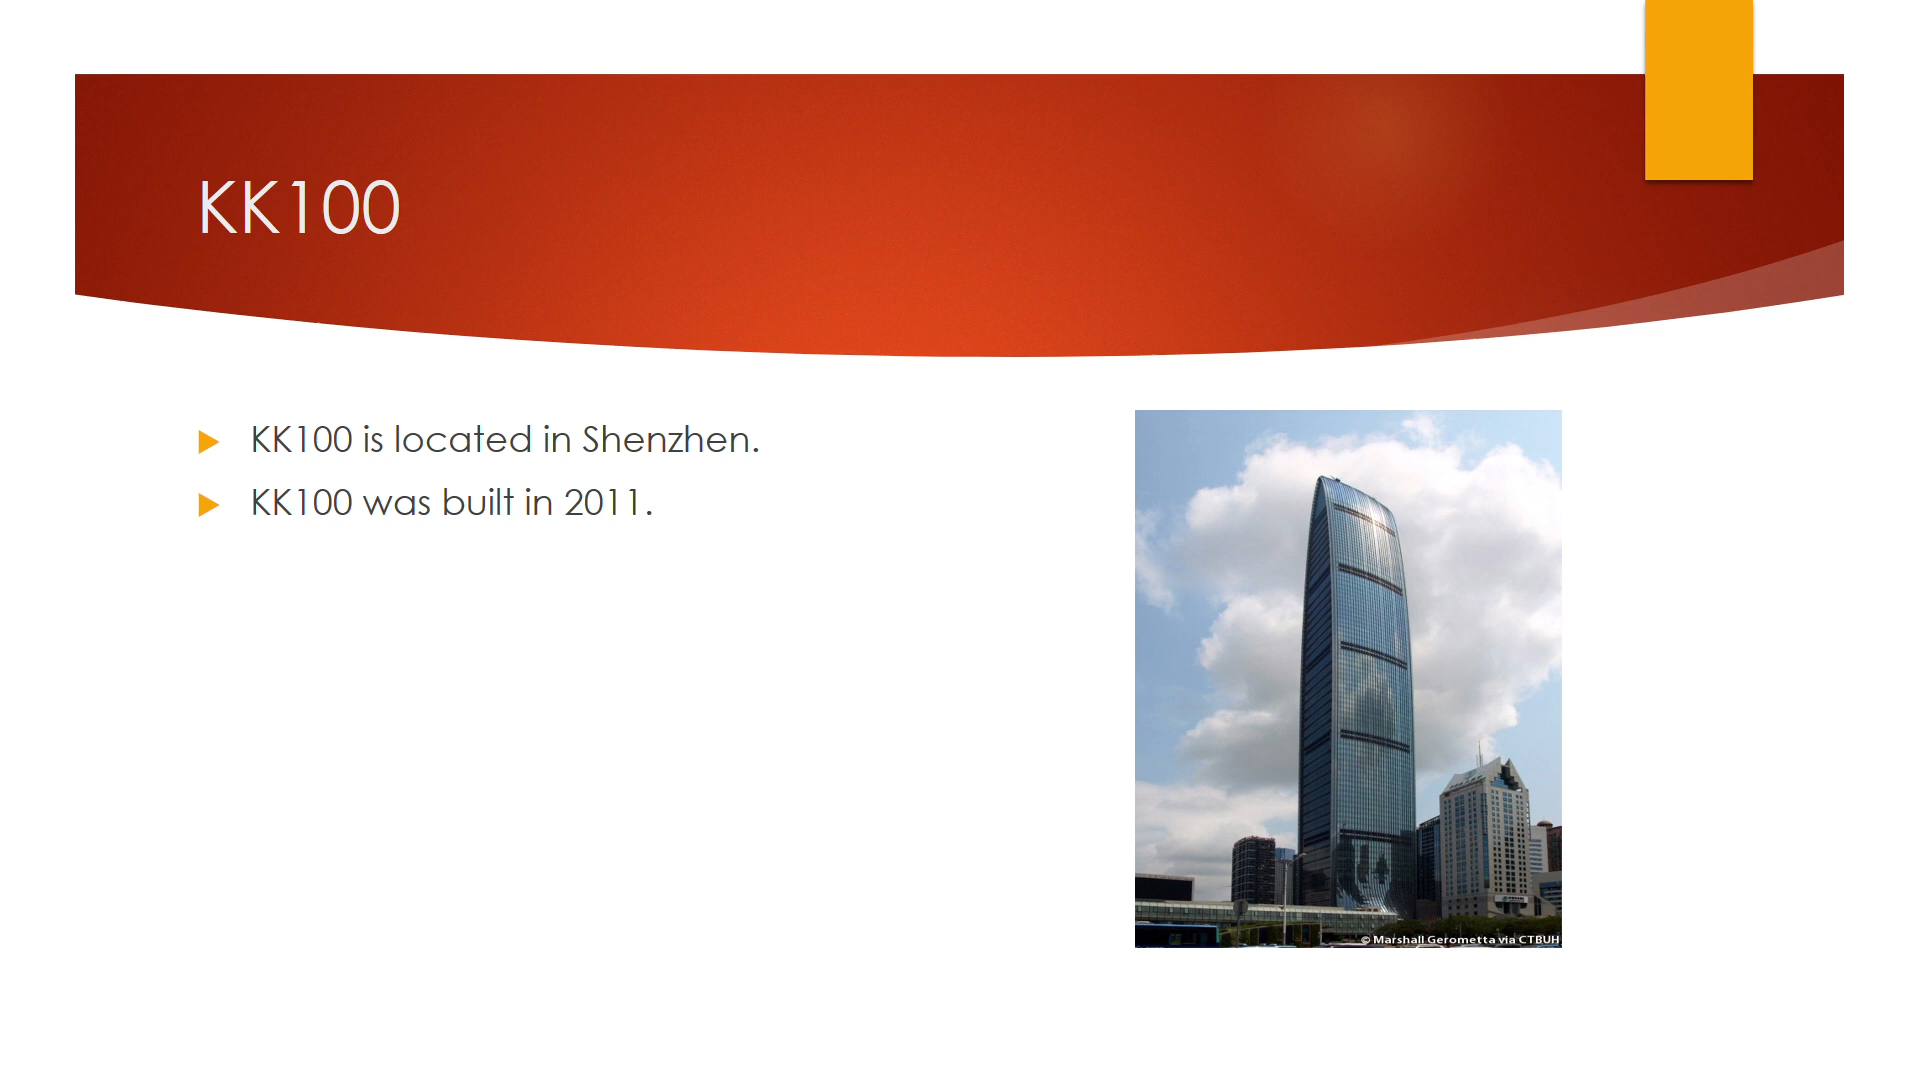 KK100
KK100 is located in Shenzhen.
KK100 was built in 2011.
© Marshall Gerometta via CTBUH